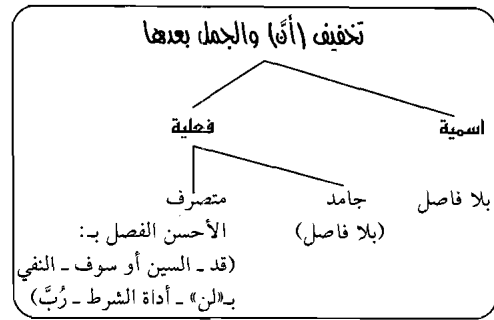 تخفيف (أنَّ) والجمل بعدها
اسمية
فعلية
بلا فاصل
جامد
متصرف
(بلا فاصل)
الأحسن الفصل بـ:
(قد ـ السين أو سوف ـ النفي
بـ«لن» ـ أداة الشرط ـ رُبَّ)